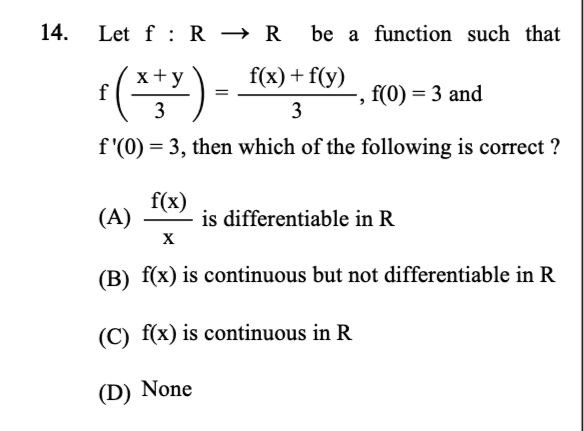 14. Let f : R → R be a function such that
f((x+y)/3) = (f(x)+f(y))/3, f(0) = 3 and
f'(0) = 3, then which of the following is correct ?
(A) f(x)/x is differentiable in R
(B) f(x) is continuous but not differentiable in R
(C) f(x) is continuous in R
(D) None